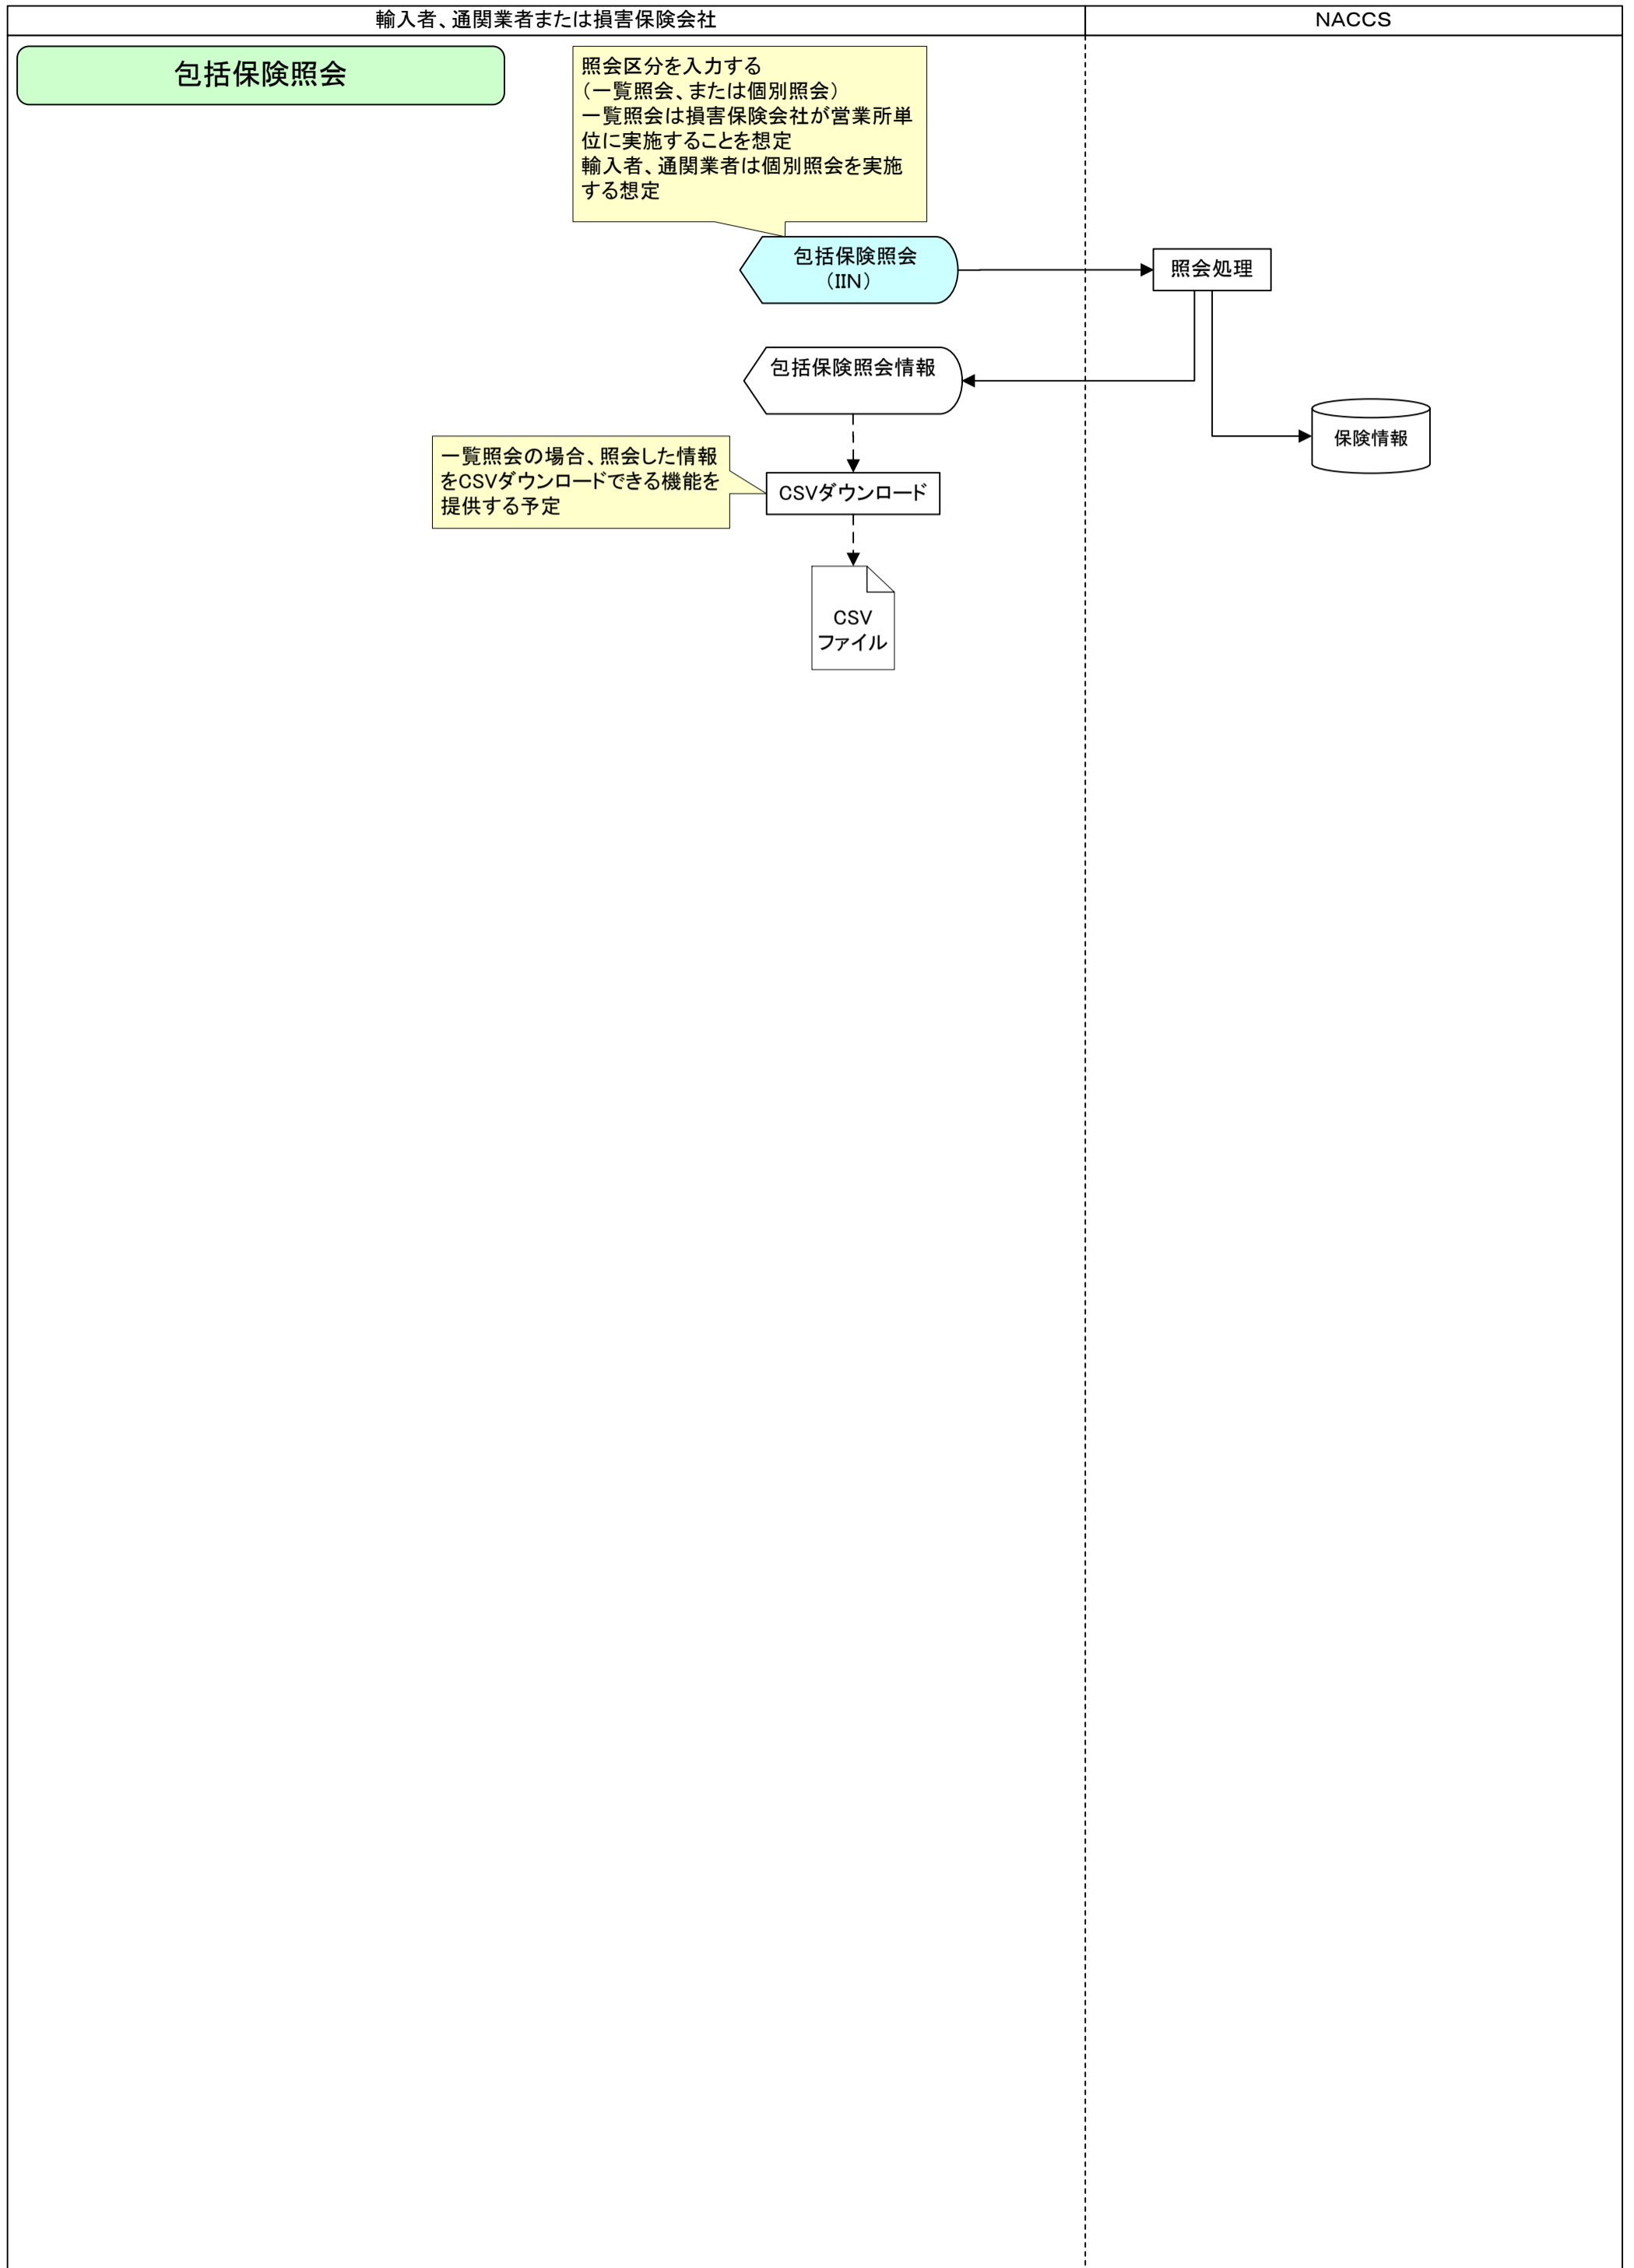 輸入者、通関業者または損害保険会社
NACCS
包括保険照会
照会区分を入力する
（一覧照会、または個別照会）
一覧照会は損害保険会社が営業所単
位に実施することを想定
輸入者、通関業者は個別照会を実施
する想定
包括保険照会
（IIN）
照会処理
包括保険照会情報
保険情報
一覧照会の場合、照会した情報
をCSVダウンロードできる機能を
提供する予定
CSVダウンロード
CSV
ファイル